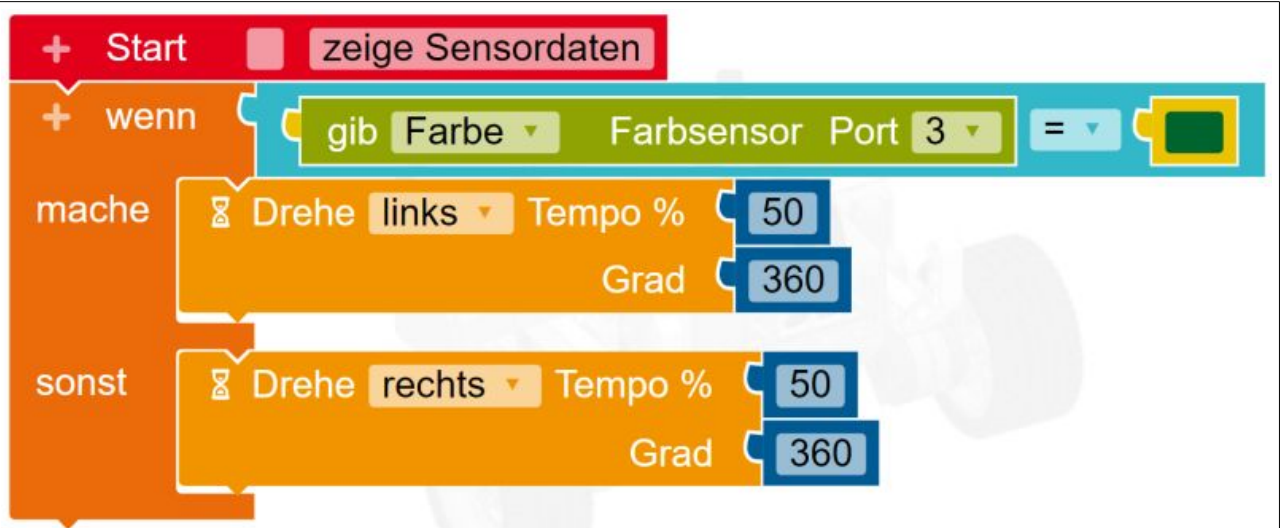 + Start zeige Sensordaten
+ wenn gib Farbe Farbsensor Port 3 =
mache Drehe links Tempo % 50
Grad 360
sonst Drehe rechts Tempo % 50
Grad 360